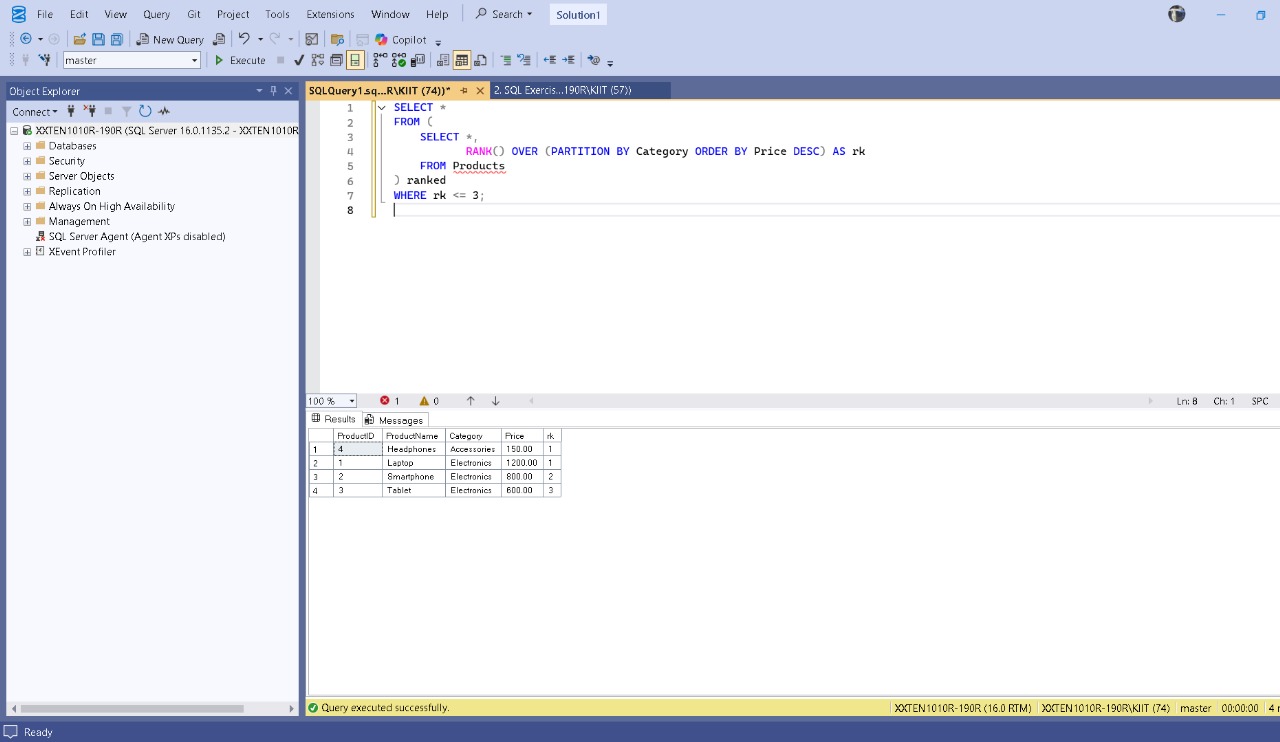 File Edit View Query Git Project Tools Extensions Window Help Search Solution1
New Query Copilot
master Execute
Object Explorer
Connect
XXTEN1010R-190R (SQL Server 16.0.1135.2 - XXTEN1010R
Databases
Security
Server Objects
Replication
Always On High Availability
Management
SQL Server Agent (Agent XPs disabled)
XEvent Profiler
SQLQuery1.sq...R\KIIT (74))* 2. SQL Exercis...190R\KIIT (57))
1 SELECT *
2 FROM (
3 SELECT *,
4 RANK() OVER (PARTITION BY Category ORDER BY Price DESC) AS rk
5 FROM Products
6 ) ranked
7 WHERE rk <= 3;
8
100 % 1 0 Ln: 8 Ch: 1 SPC
Results Messages
ProductID ProductName Category Price rk
1 4 Headphones Accessories 150.00 1
2 1 Laptop Electronics 1200.00 1
3 2 Smartphone Electronics 800.00 2
4 3 Tablet Electronics 600.00 3
Query executed successfully. XXTEN1010R-190R (16.0 RTM) XXTEN1010R-190R\KIIT (74) master 00:00:00 4 r
Ready